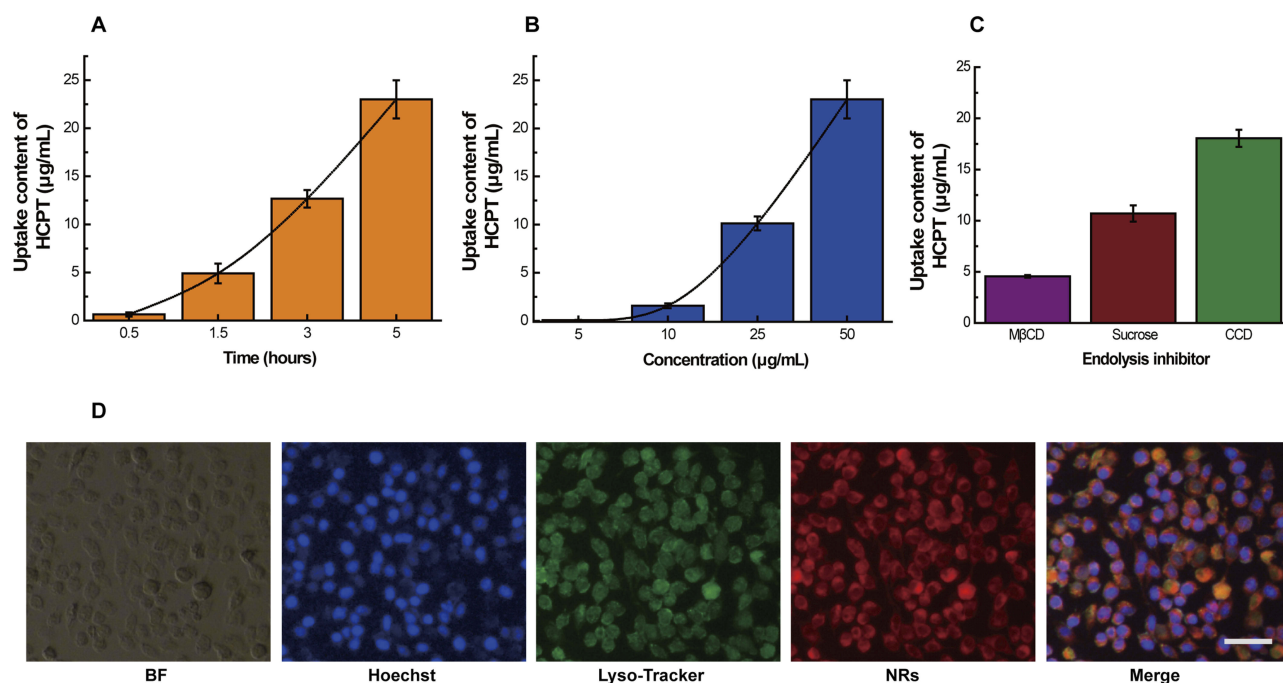 A
Uptake content of
HCPT (µg/mL)
25
20
15
10
5
0
0.5 1.5 3 5
Time (hours)
B
Uptake content of
HCPT (µg/mL)
25
20
15
10
5
0
5 10 25 50
Concentration (µg/mL)
C
Uptake content of
HCPT (µg/mL)
25
20
15
10
5
0
MβCD Sucrose CCD
Endolysis inhibitor
D
BF Hoechst Lyso-Tracker NRs Merge